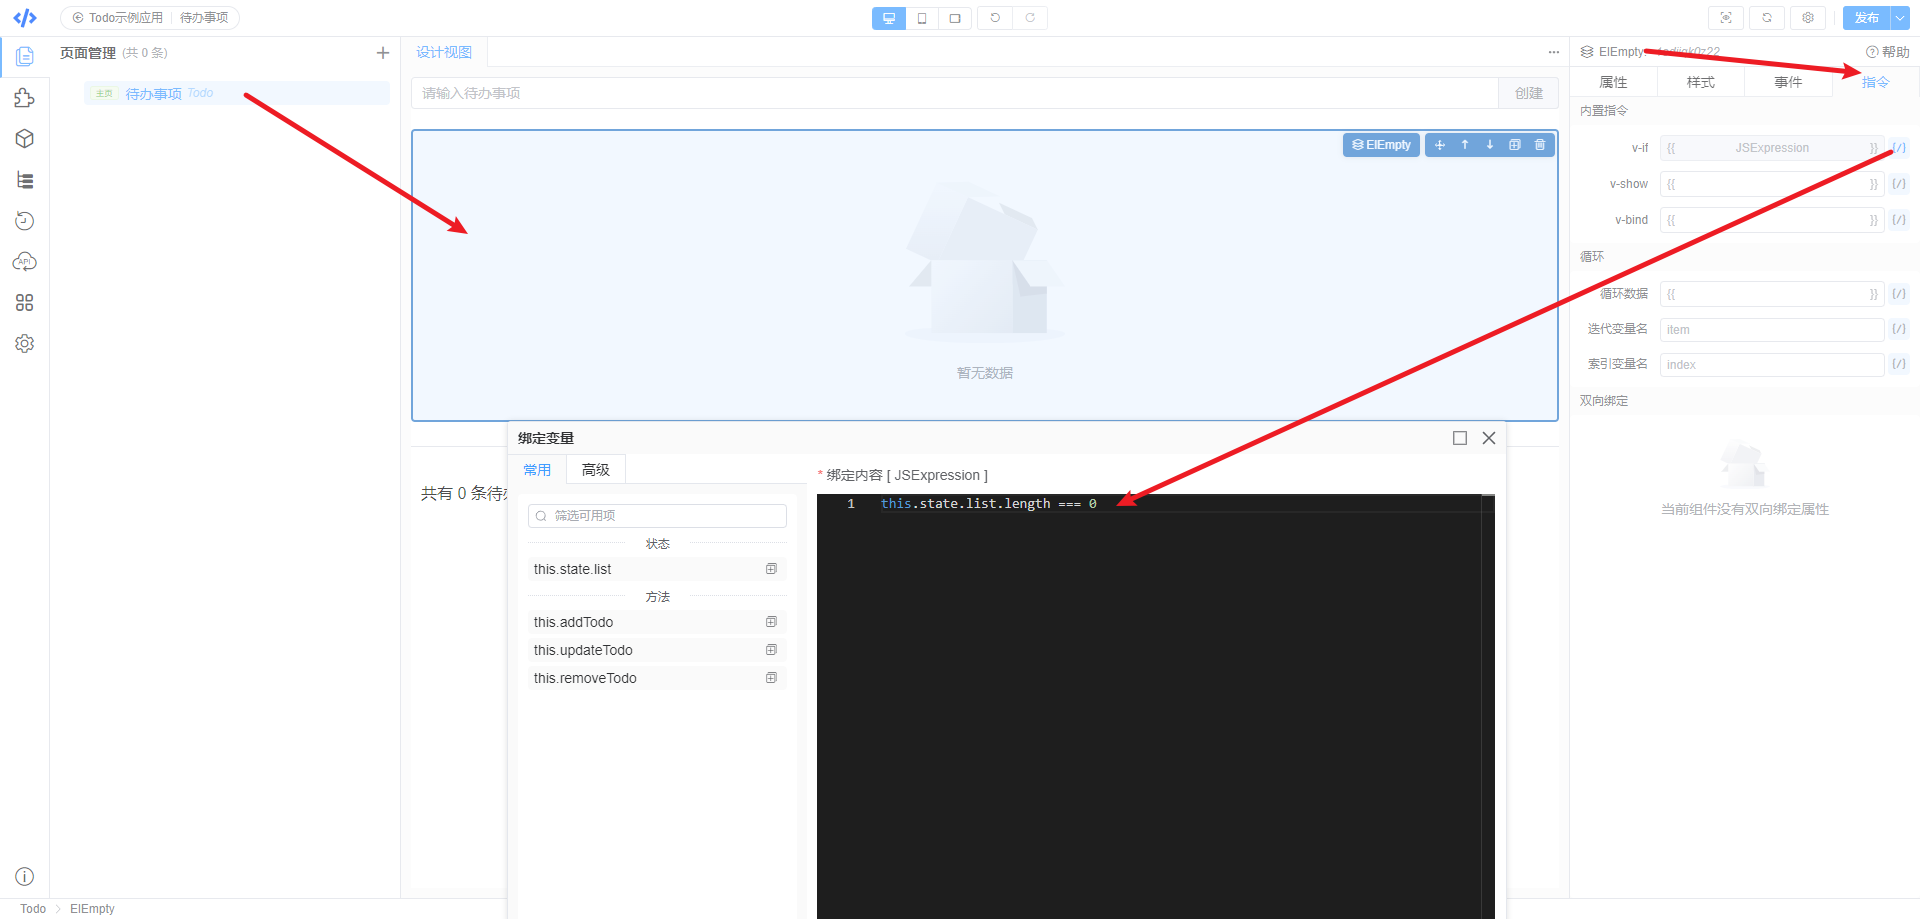 Todo示例应用 待办事项
发布
页面管理 (共 0 条)
主页 待办事项 Todo
设计视图
请输入待办事项
创建
ElEmpty
暂无数据
共有 0 条待
ElEmpty
帮助
属性 样式 事件 指令
内置指令
v-if {{ JSExpression }} {/}
v-show {{ }} {/}
v-bind {{ }} {/}
循环
循环数据 {{ }} {/}
迭代变量名 item {/}
索引变量名 index {/}
双向绑定
当前组件没有双向绑定属性
绑定变量
常用 高级
筛选可用项
状态
this.state.list
方法
this.addTodo
this.updateTodo
this.removeTodo
* 绑定内容 [ JSExpression ]
1 this.state.list.length === 0
API
Todo > ElEmpty